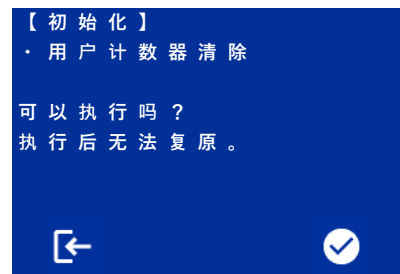 【初始化】
・用户计数器清除
可以执行吗？
执行后无法复原。